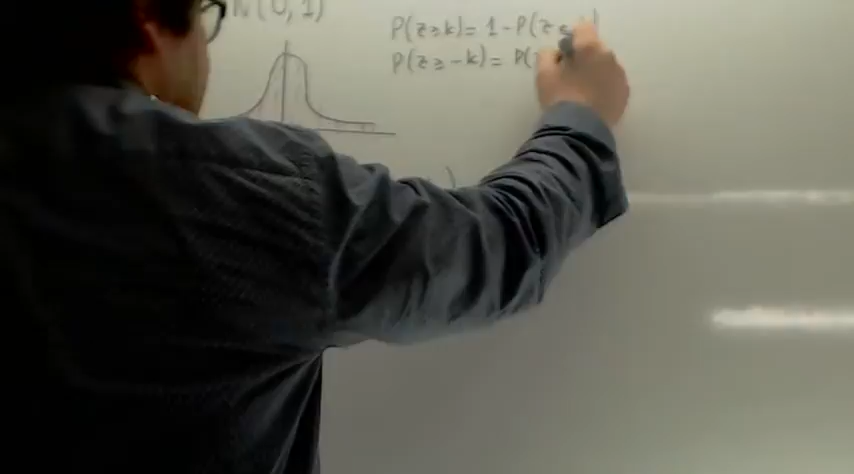 N(0,1)
P(z≥k)= 1-P(z≤
P(z≥-k)= P(